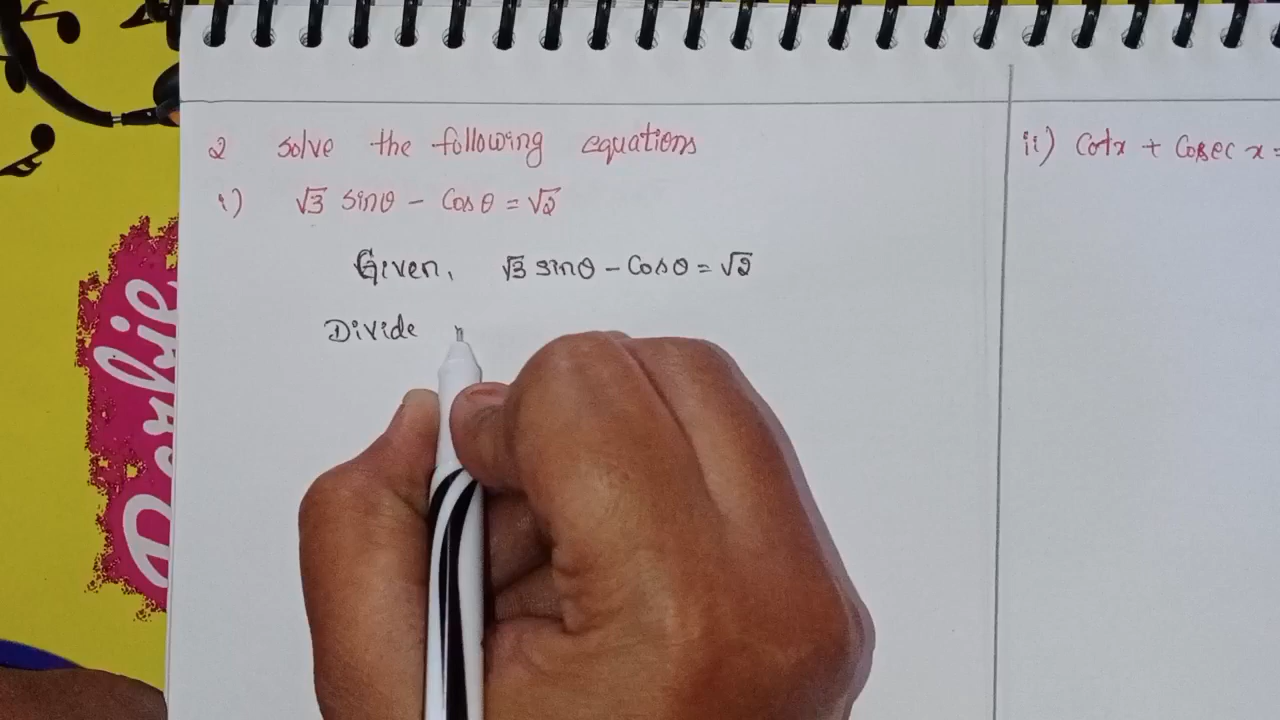 2 solve the following equations
i) √3 sinθ - Cosθ = √2
Given, √3 sinθ - Cosθ = √2
Divide
ii) Cotx + Cosec x =